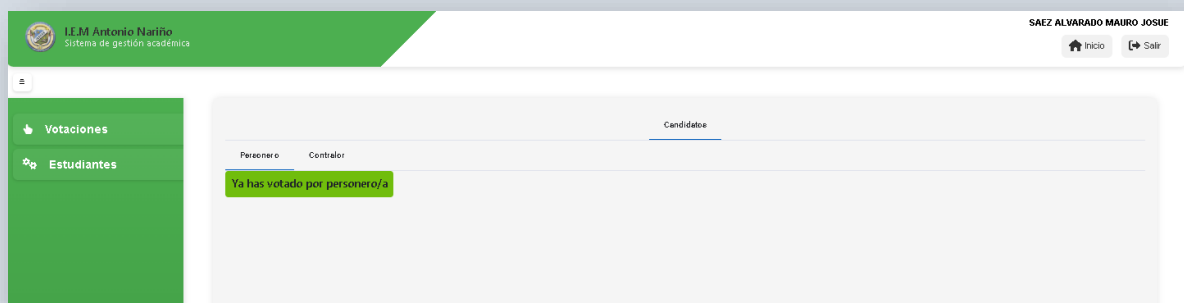 I.E.M Antonio Nariño
Sistema de gestión académica
SAEZ ALVARADO MAURO JOSUE
Inicio
Salir
Votaciones
Estudiantes
Candidatos
Personero
Contralor
Ya has votado por personero/a